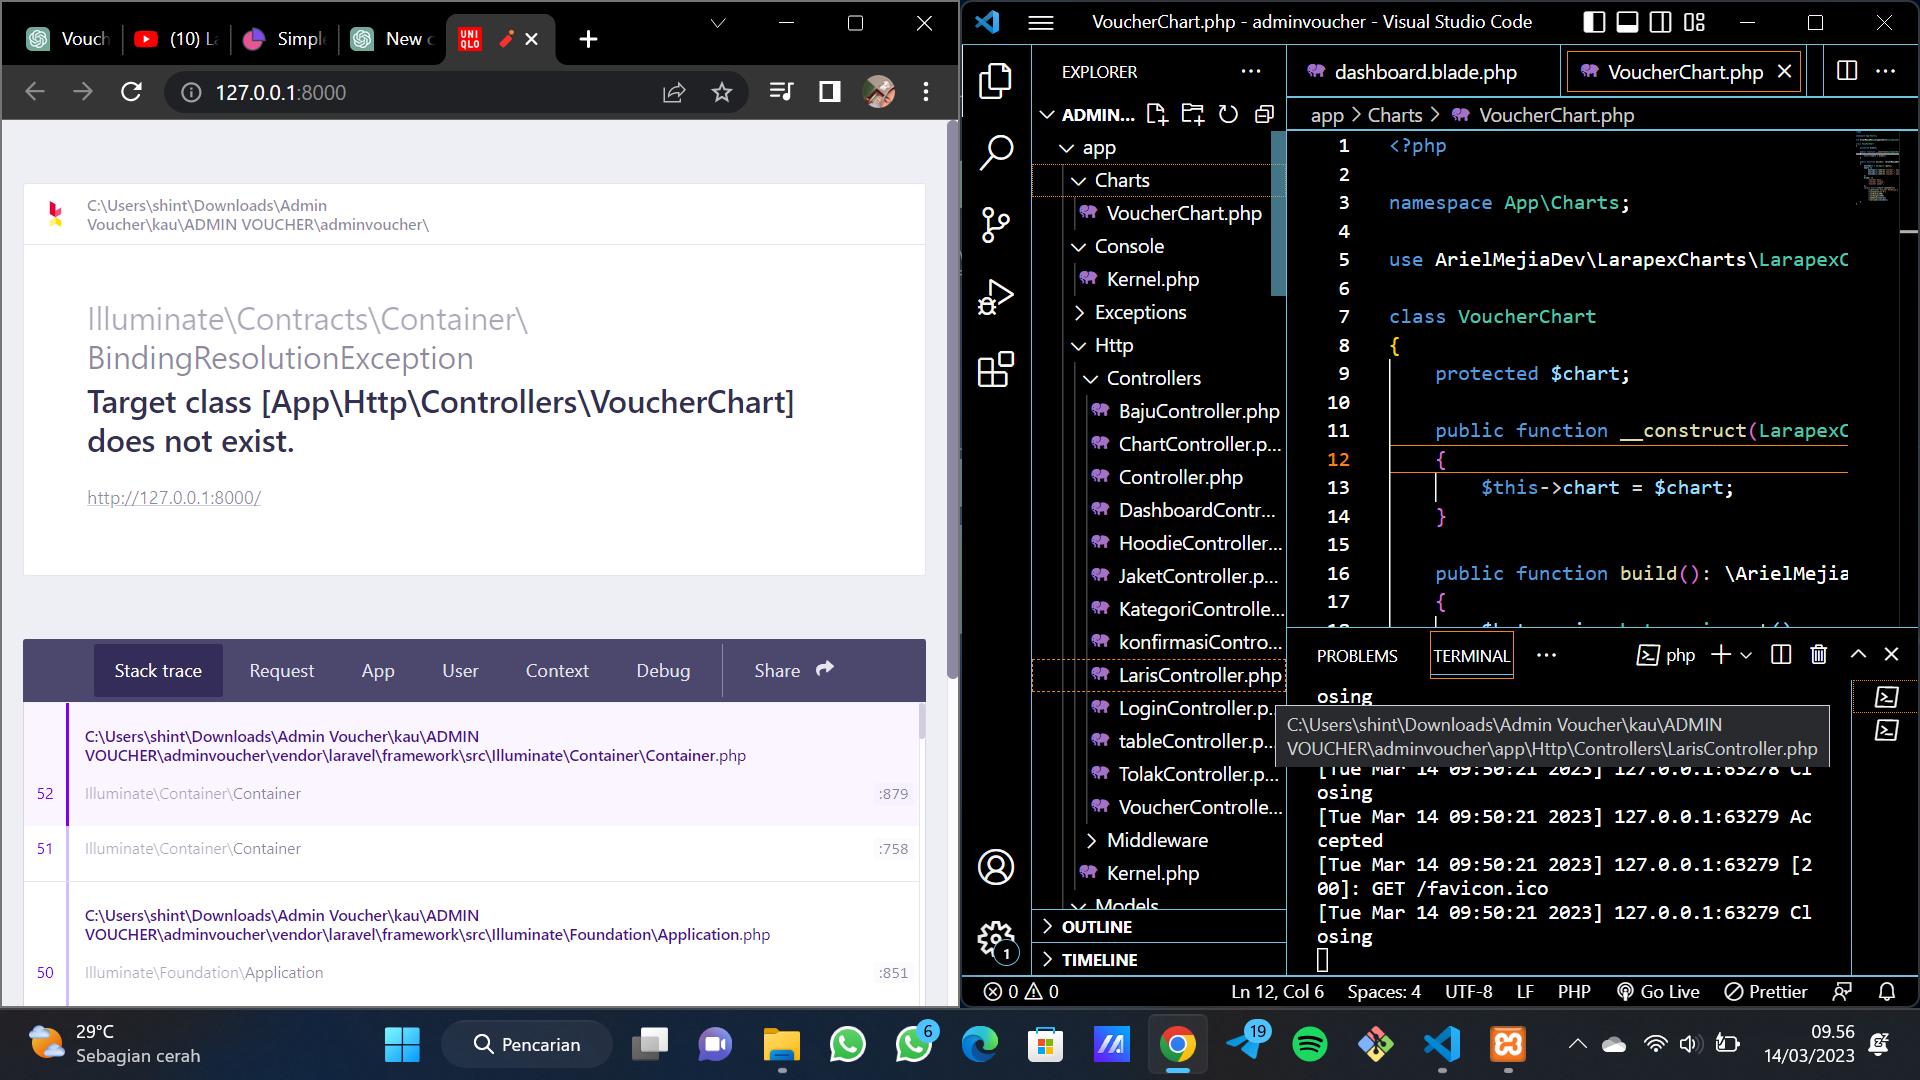 Vouch
(10) La
Simple
New c
UNI
QLO
127.0.0.1:8000
C:\Users\shint\Downloads\Admin
Voucher\kau\ADMIN VOUCHER\adminvoucher\
Illuminate\Contracts\Container\
BindingResolutionException
Target class [App\Http\Controllers\VoucherChart]
does not exist.
http://127.0.0.1:8000/
Stack trace
Request
App
User
Context
Debug
Share
C:\Users\shint\Downloads\Admin Voucher\kau\ADMIN
VOUCHER\adminvoucher\vendor\laravel\framework\src\Illuminate\Container\Container.php
52
Illuminate\Container\Container
:879
51
Illuminate\Container\Container
:758
C:\Users\shint\Downloads\Admin Voucher\kau\ADMIN
VOUCHER\adminvoucher\vendor\laravel\framework\src\Illuminate\Foundation\Application.php
50
Illuminate\Foundation\Application
:851
VoucherChart.php - adminvoucher - Visual Studio Code
EXPLORER
ADMIN...
app
Charts
VoucherChart.php
Console
Kernel.php
Exceptions
Http
Controllers
BajuController.php
ChartController.p...
Controller.php
DashboardContr...
HoodieController...
JaketController.p...
KategoriControlle...
konfirmasiContro...
LarisController.php
LoginController.p...
tableController.p...
TolakController.p...
VoucherControlle...
Middleware
Kernel.php
Models
OUTLINE
TIMELINE
dashboard.blade.php
VoucherChart.php
app > Charts > VoucherChart.php
1 <?php
2
3 namespace App\Charts;
4
5 use ArielMejiaDev\LarapexCharts\LarapexC
6
7 class VoucherChart
8 {
9 protected $chart;
10
11 public function __construct(LarapexC
12 {
13 $this->chart = $chart;
14 }
15
16 public function build(): \ArielMejia
17 {
PROBLEMS
TERMINAL
php
osing
C:\Users\shint\Downloads\Admin Voucher\kau\ADMIN
VOUCHER\adminvoucher\app\Http\Controllers\LarisController.php
[Tue Mar 14 09:50:21 2023] 127.0.0.1:63278 Cl
osing
[Tue Mar 14 09:50:21 2023] 127.0.0.1:63279 Ac
cepted
[Tue Mar 14 09:50:21 2023] 127.0.0.1:63279 [2
00]: GET /favicon.ico
[Tue Mar 14 09:50:21 2023] 127.0.0.1:63279 Cl
osing
1
0
0
Ln 12, Col 6
Spaces: 4
UTF-8
LF
PHP
Go Live
Prettier
29°C
Sebagian cerah
Pencarian
6
19
09.56
14/03/2023